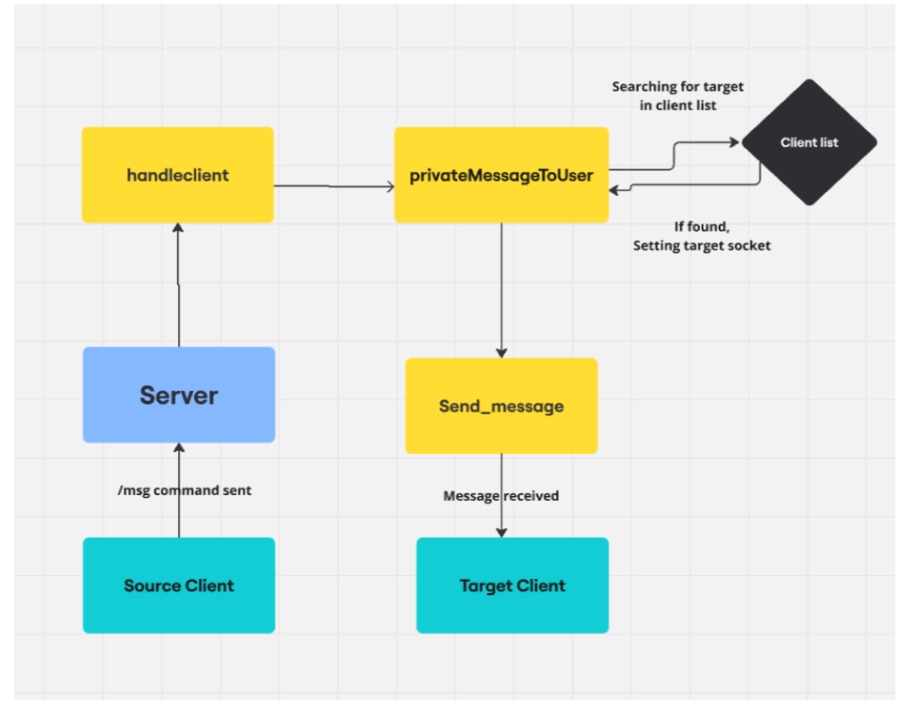 Searching for target
in client list
Client list
handleclient
privateMessageToUser
If found,
Setting target socket
Server
Send_message
/msg command sent
Message received
Source Client
Target Client